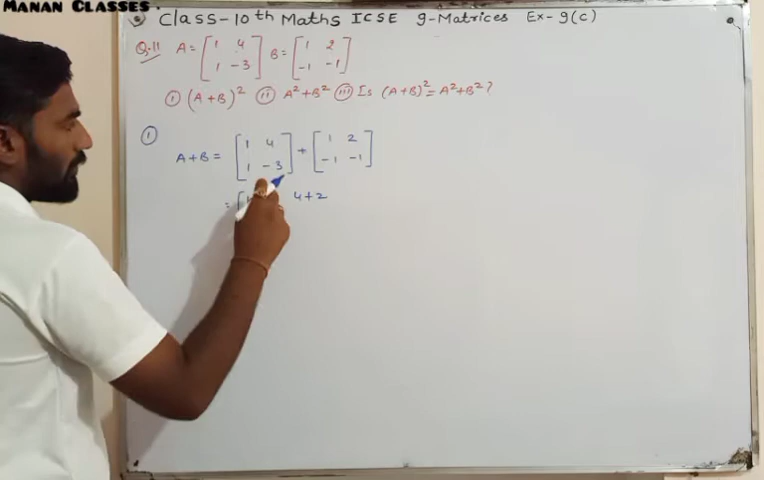 MANAN CLASSES.
Class-10th Maths ICSE 9-Matrices Ex-9(c)
Q.11 A = [1 4 B = [1 2
1 -3] -1 -1]
(i) (A+B)² (ii) A²+B² (iii) Is (A+B)² = A²+B²?
(i)
A+B = [1 4 + [1 2
1 -3] -1 -1]
= [1 4+2